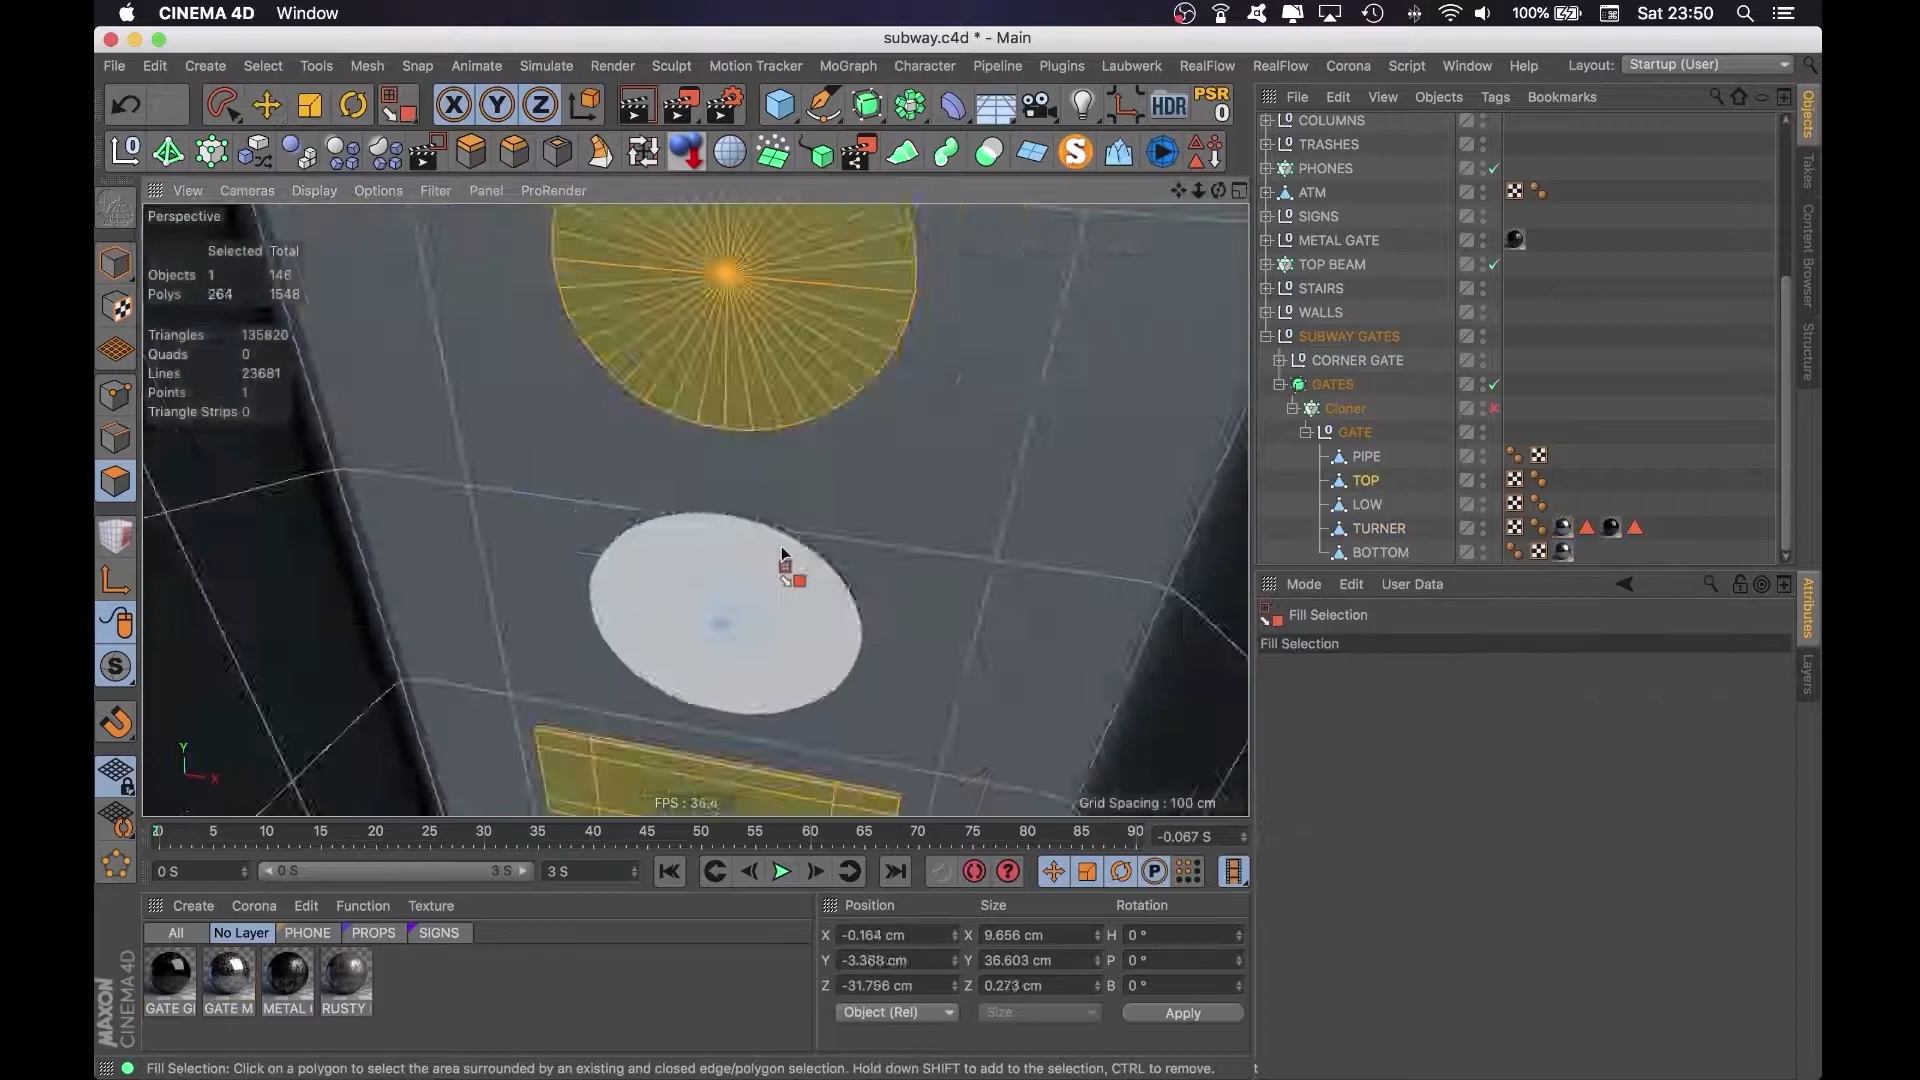 CINEMA 4D Window
100% Sat 23:50
subway.c4d * - Main
File Edit Create Select Tools Mesh Snap Animate Simulate Render Sculpt Motion Tracker MoGraph Character Pipeline Plugins Laubwerk RealFlow RealFlow Corona Script Window Help Layout: Startup (User)
X Y Z HDR PSR 0
File Edit View Objects Tags Bookmarks
View Cameras Display Options Filter Panel ProRender
Perspective
Selected Total
Objects 1 146
Polys 264 1548
Triangles 135820
Quads 0
Lines 23681
Points 1
Triangle Strips 0
COLUMNS
TRASHES
PHONES
ATM
SIGNS
METAL GATE
TOP BEAM
STAIRS
WALLS
SUBWAY GATES
CORNER GATE
GATES
Cloner
GATE
PIPE
TOP
LOW
TURNER
BOTTOM
Objects
Takes
Content Browser
Structure
Mode Edit User Data
Fill Selection
Fill Selection
Attributes
Layers
Y
X
FPS : 36.4
Grid Spacing : 100 cm
0 5 10 15 20 25 30 35 40 45 50 55 60 65 70 75 80 85 90 -0.067 S
0 S 0 S 3 S 3 S
Create Corona Edit Function Texture
All No Layer PHONE PROPS SIGNS
GATE GI GATE M METAL ( RUSTY
Position Size Rotation
X -0.164 cm X 9.656 cm H 0 °
Y -3.368 cm Y 36.603 cm P 0 °
Z -31.796 cm Z 0.273 cm B 0 °
Object (Rel) Size Apply
MAXON CINEMA 4D
Fill Selection: Click on a polygon to select the area surrounded by an existing and closed edge/polygon selection. Hold down SHIFT to add to the selection, CTRL to remove.